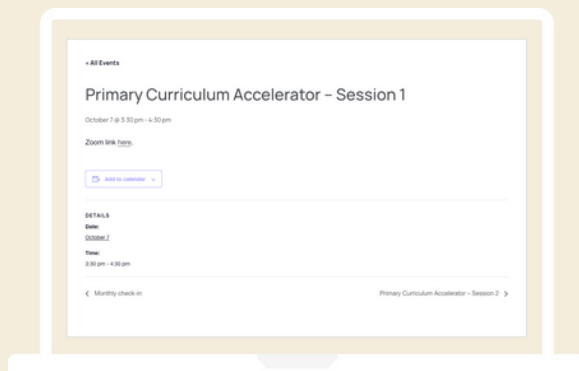 « All Events
Primary Curriculum Accelerator – Session 1
October 7 @ 3:30 pm - 4:30 pm
Zoom link here.
Add to calendar
DETAILS
Date:
October 7
Time:
3:30 pm - 4:30 pm
Monthly check-in
Primary Curriculum Accelerator – Session 2